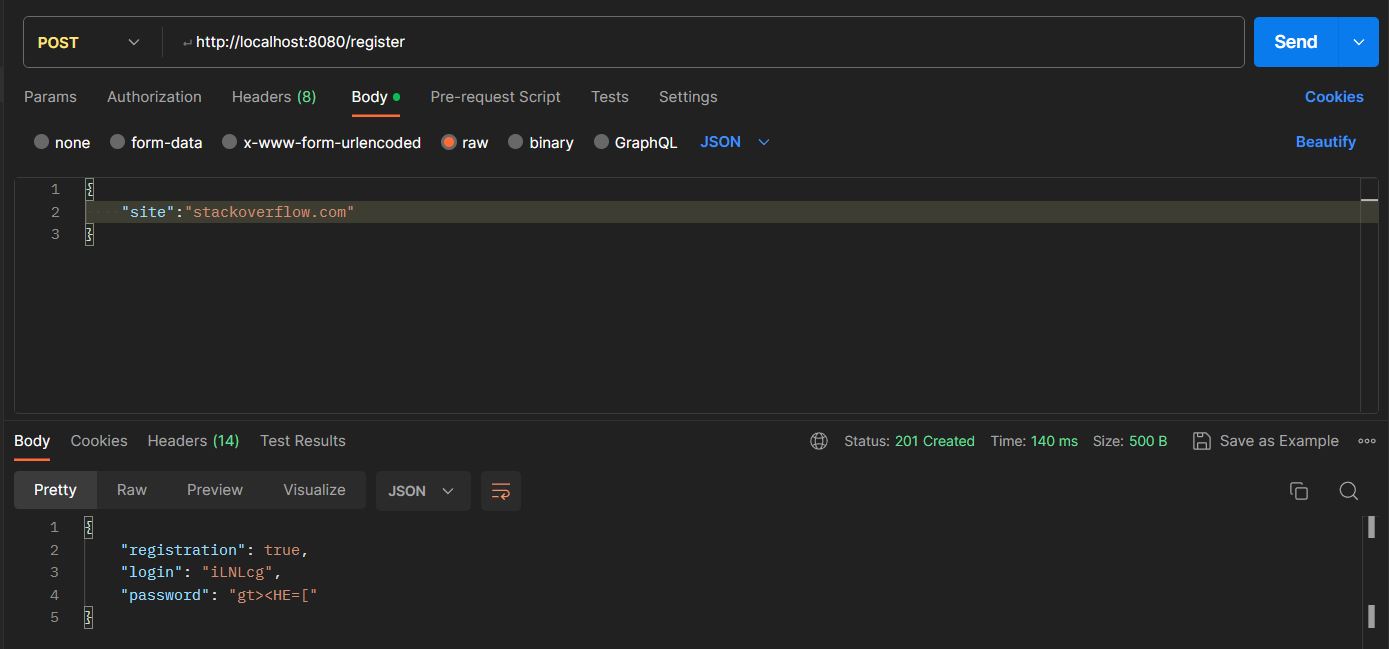 POST ↵ http://localhost:8080/register Send
Params Authorization Headers (8) Body Pre-request Script Tests Settings Cookies
none form-data x-www-form-urlencoded raw binary GraphQL JSON Beautify
1 {
2 "site":"stackoverflow.com"
3 }
Body Cookies Headers (14) Test Results Status: 201 Created Time: 140 ms Size: 500 B Save as Example
Pretty Raw Preview Visualize JSON
1 {
2 "registration": true,
3 "login": "iLNLcg",
4 "password": "gt><HE=["
5 }